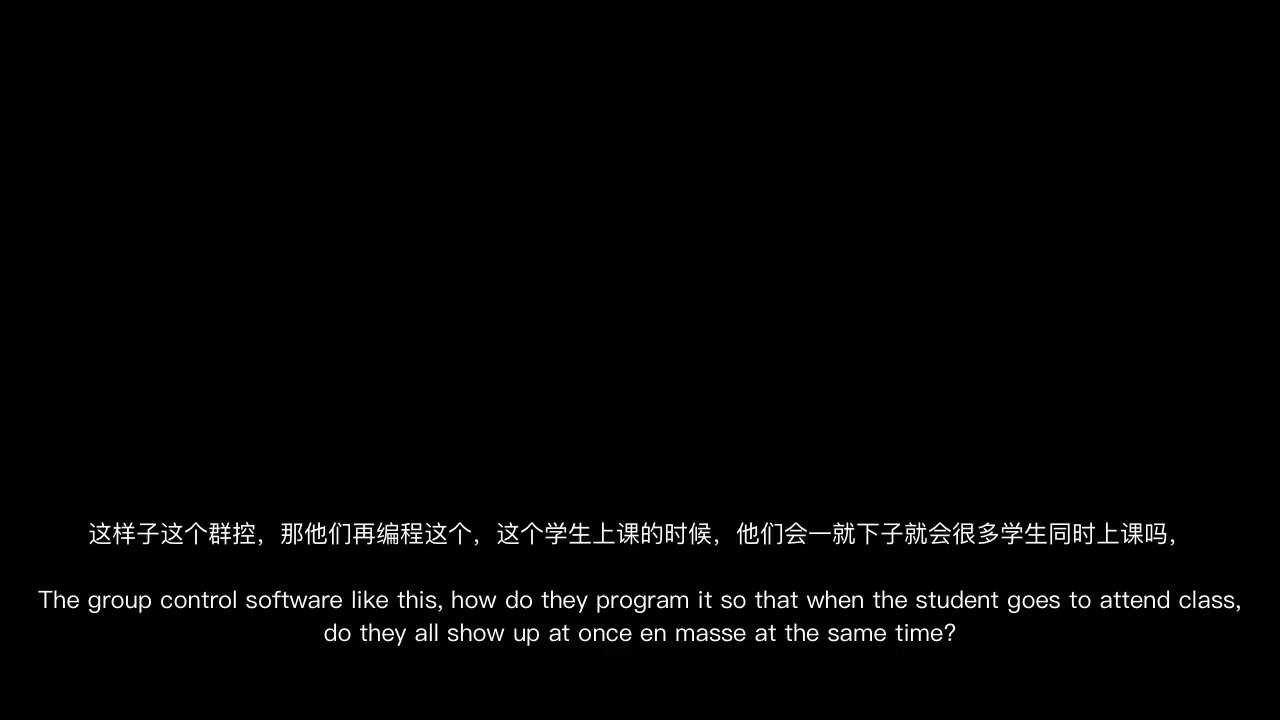 这样子这个群控，那他们再编程这个，这个学生上课的时候，他们会一就下子就会很多学生同时上课吗，
The group control software like this, how do they program it so that when the student goes to attend class,
do they all show up at once en masse at the same time?